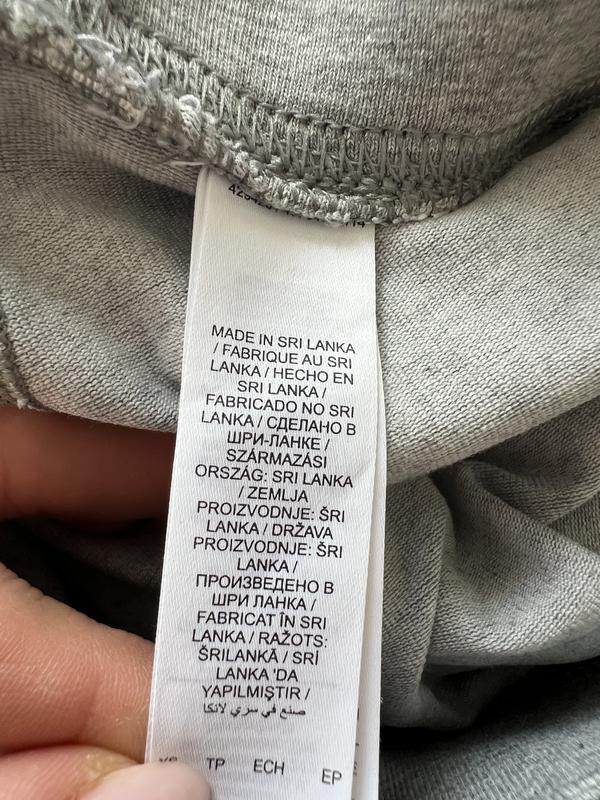 MADE IN SRI LANKA
/ FABRIQUE AU SRI
LANKA / HECHO EN
SRI LANKA /
FABRICADO NO SRI
LANKA / СДЕЛАНО В
ШРИ-ЛАНКЕ /
SZÁRMAZÁSI
ORSZÁG: SRI LANKA
/ ZEMLJA
PROIZVODNJE: ŠRI
LANKA / DRŽAVA
PROIZVODNJE: ŠRI
LANKA /
ПРОИЗВЕДЕНО В
ШРИ ЛАНКА /
FABRICAT ÎN SRI
LANKA / RAŽOTS:
ŠRILANKĀ / SRİ
LANKA 'DA
YAPILMIŞTIR /
صنع في سري لانكا
TP ECH EP